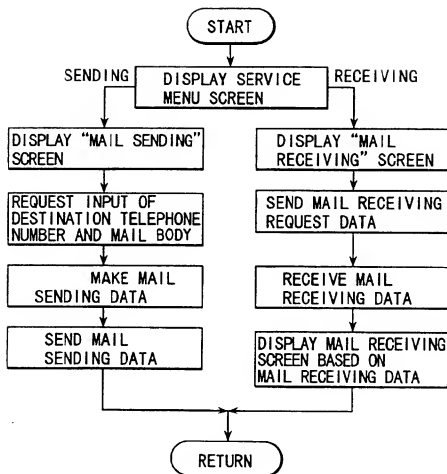 START
SENDING
RECEIVING
DISPLAY SERVICE
MENU SCREEN
DISPLAY “MAIL SENDING”
SCREEN
REQUEST INPUT OF
DESTINATION TELEPHONE
NUMBER AND MAIL BODY
MAKE MAIL
SENDING DATA
SEND MAIL
SENDING DATA
DISPLAY “MAIL
RECEIVING” SCREEN
SEND MAIL RECEIVING
REQUEST DATA
RECEIVE MAIL
RECEIVING DATA
DISPLAY MAIL RECEIVING
SCREEN BASED ON
MAIL RECEIVING DATA
RETURN